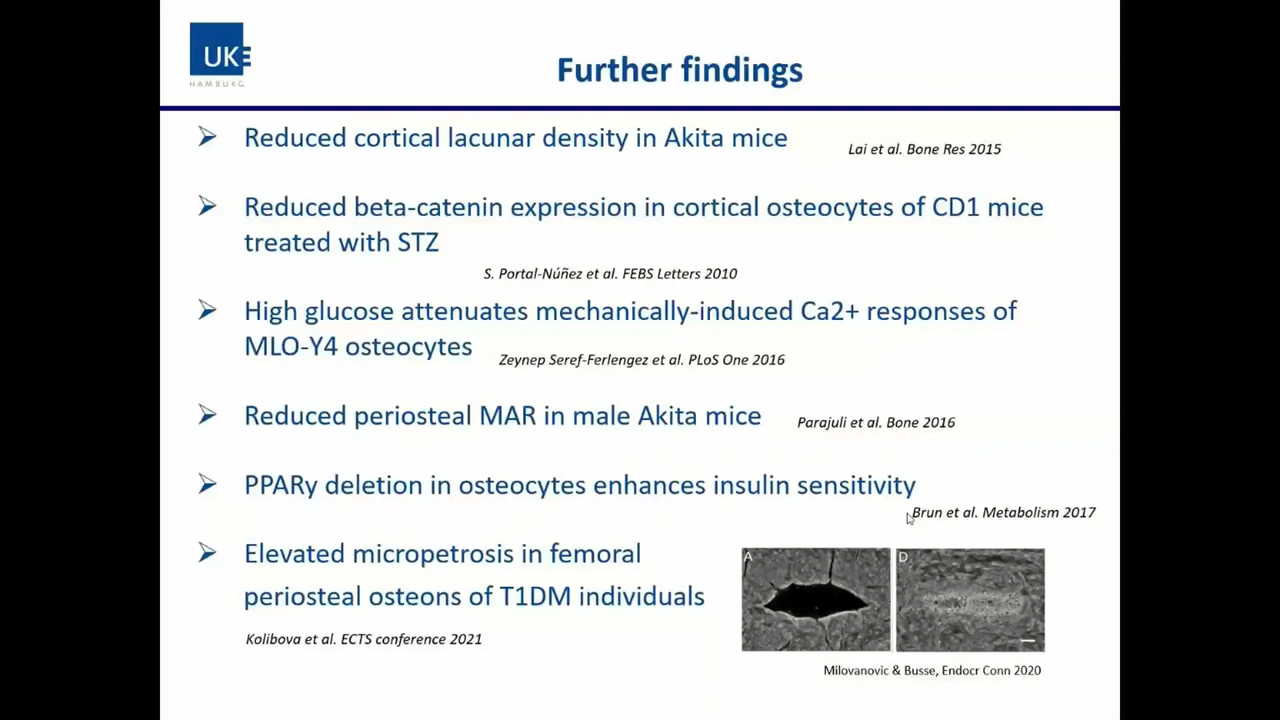 UKE
HAMBURG
Further findings
Reduced cortical lacunar density in Akita mice
Lai et al. Bone Res 2015
Reduced beta-catenin expression in cortical osteocytes of CD1 mice
treated with STZ
S. Portal-Núñez et al. FEBS Letters 2010
High glucose attenuates mechanically-induced Ca2+ responses of
MLO-Y4 osteocytes
Zeynep Seref-Ferlengez et al. PLoS One 2016
Reduced periosteal MAR in male Akita mice
Parajuli et al. Bone 2016
PPARy deletion in osteocytes enhances insulin sensitivity
Brun et al. Metabolism 2017
Elevated micropetrosis in femoral
periosteal osteons of T1DM individuals
Kolibova et al. ECTS conference 2021
A
D
Milovanovic & Busse, Endocr Conn 2020